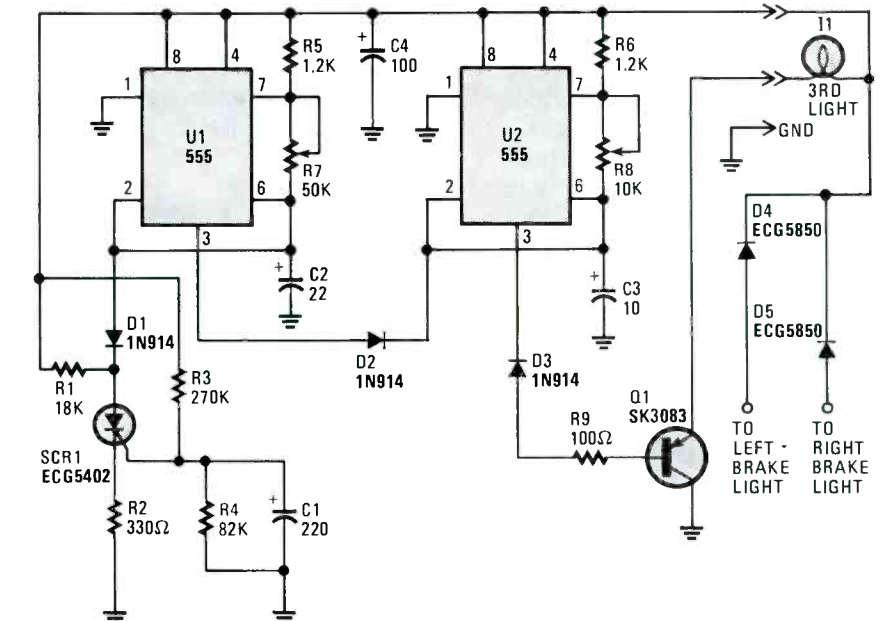 I1
3RD
LIGHT
GND
R5
1.2K
C4
100
+
R6
1.2K
8
4
1
7
U1
555
R7
50K
2
6
3
8
4
1
7
U2
555
R8
10K
2
6
3
+
C2
22
+
C3
10
D4
ECG5850
D5
ECG5850
D1
1N914
D2
1N914
D3
1N914
R1
18K
R3
270K
R9
100Ω
Q1
SK3083
TO
LEFT -
BRAKE
LIGHT
TO
RIGHT
BRAKE
LIGHT
SCR1
ECG5402
R2
330Ω
R4
82K
+
C1
220